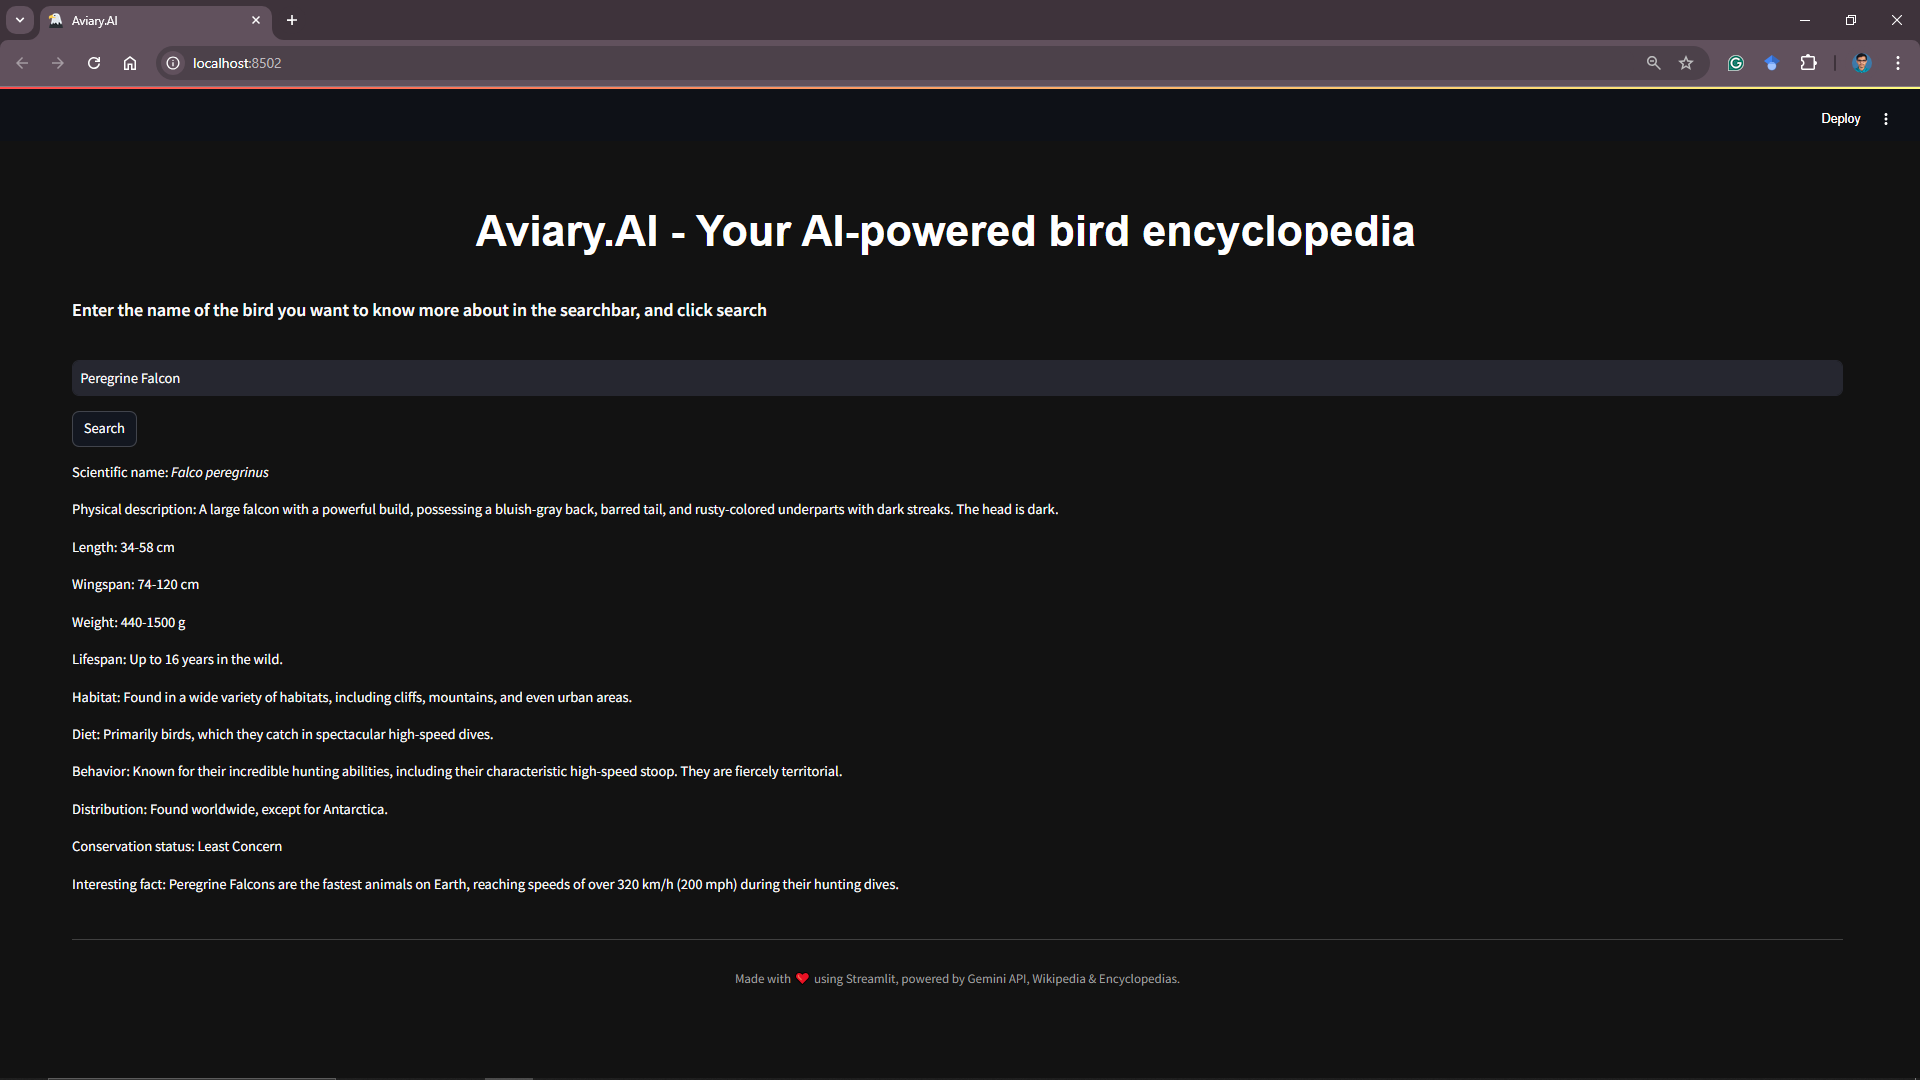 Aviary.AI
localhost:8502
Deploy
Aviary.AI - Your AI-powered bird encyclopedia
Enter the name of the bird you want to know more about in the searchbar, and click search
Peregrine Falcon
Search
Scientific name: Falco peregrinus
Physical description: A large falcon with a powerful build, possessing a bluish-gray back, barred tail, and rusty-colored underparts with dark streaks. The head is dark.
Length: 34-58 cm
Wingspan: 74-120 cm
Weight: 440-1500 g
Lifespan: Up to 16 years in the wild.
Habitat: Found in a wide variety of habitats, including cliffs, mountains, and even urban areas.
Diet: Primarily birds, which they catch in spectacular high-speed dives.
Behavior: Known for their incredible hunting abilities, including their characteristic high-speed stoop. They are fiercely territorial.
Distribution: Found worldwide, except for Antarctica.
Conservation status: Least Concern
Interesting fact: Peregrine Falcons are the fastest animals on Earth, reaching speeds of over 320 km/h (200 mph) during their hunting dives.
Made with ❤ using Streamlit, powered by Gemini API, Wikipedia & Encyclopedias.